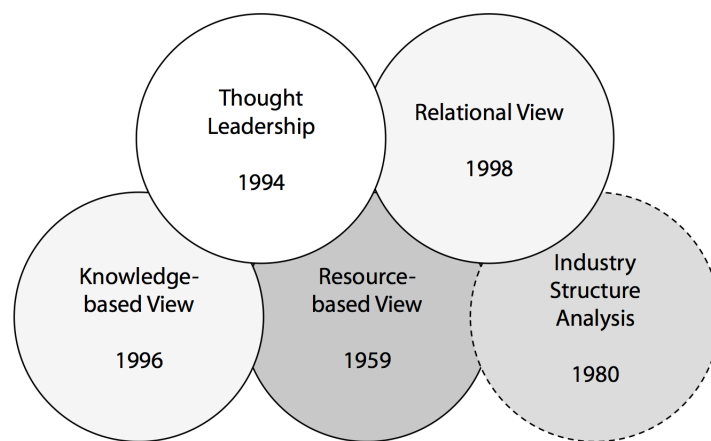 Thought
Leadership
1994
Relational View
1998
Knowledge-
based View
1996
Resource-
based View
1959
Industry
Structure
Analysis
1980